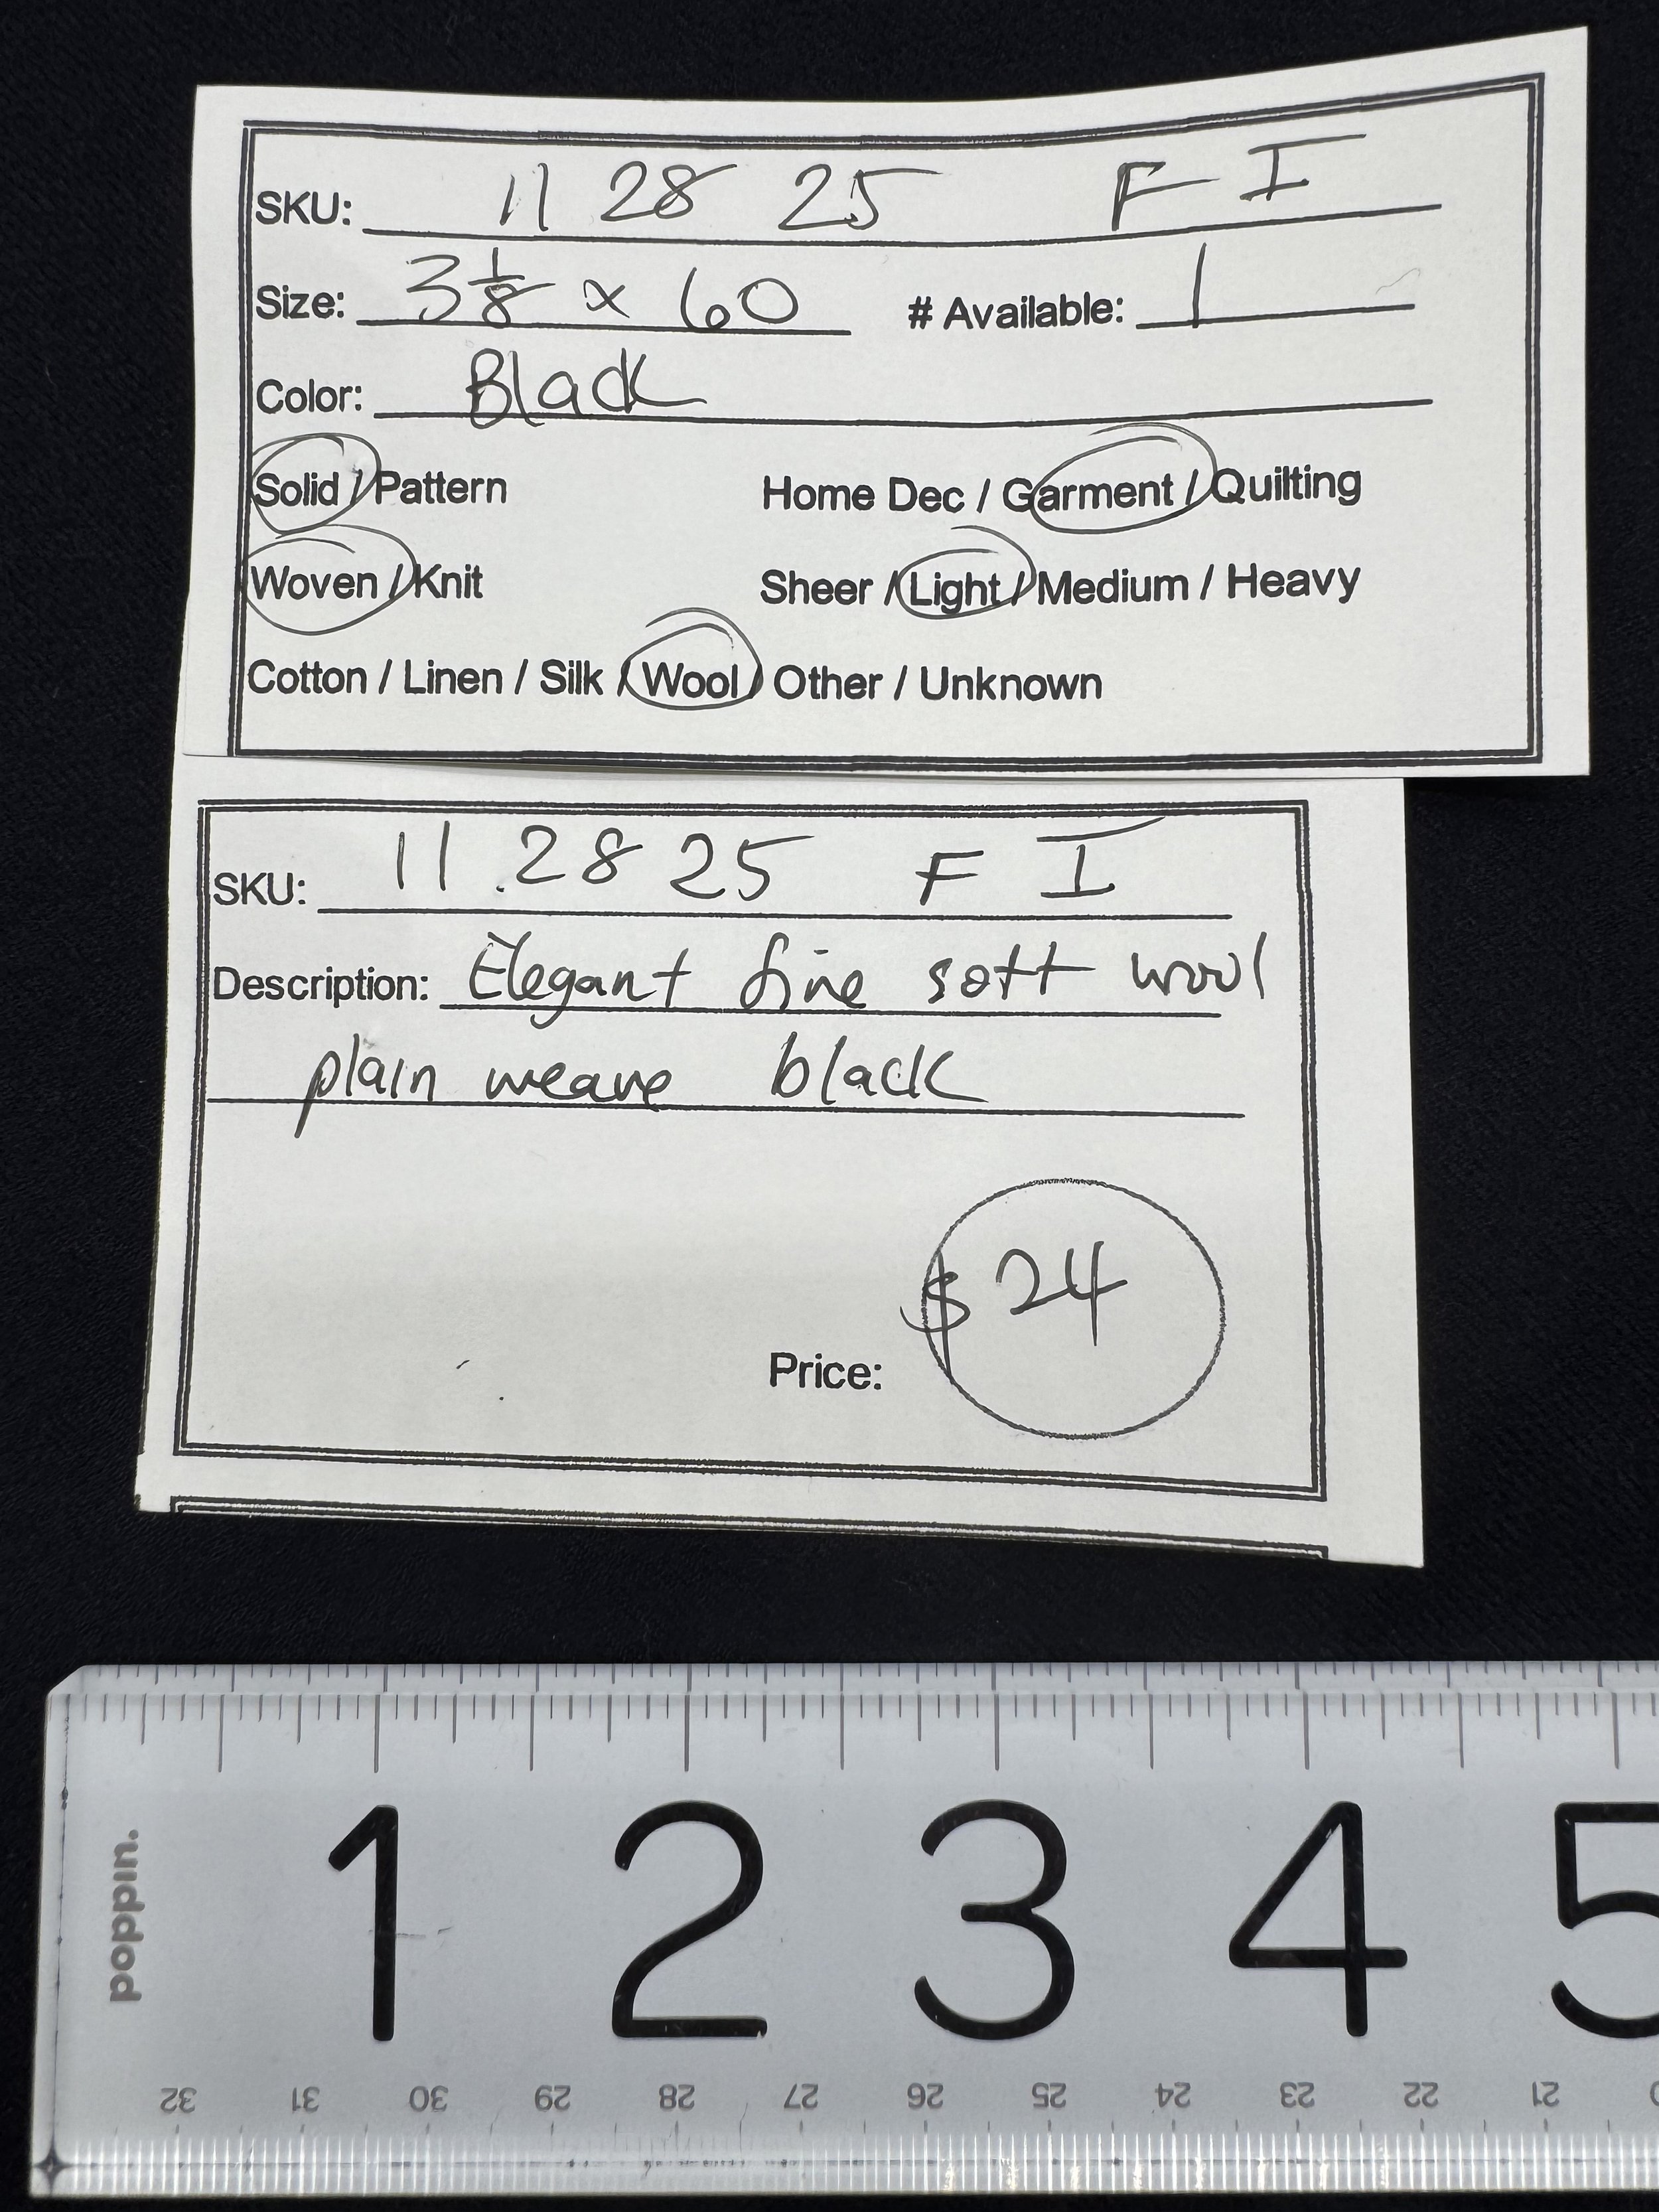 SKU: 11 28 25 F I
Size: 3 1/8 x 60 # Available: 1
Color: Black
Solid / Pattern Home Dec / Garment / Quilting
Woven / Knit Sheer / Light / Medium / Heavy
Cotton / Linen / Silk / Wool / Other / Unknown
SKU: 11 28 25 F I
Description: Elegant fine soft wool
plain weave black
$24
Price:
poppin.
1 2 3 4 5
32 31 30 29 28 27 26 25 24 23 22 21